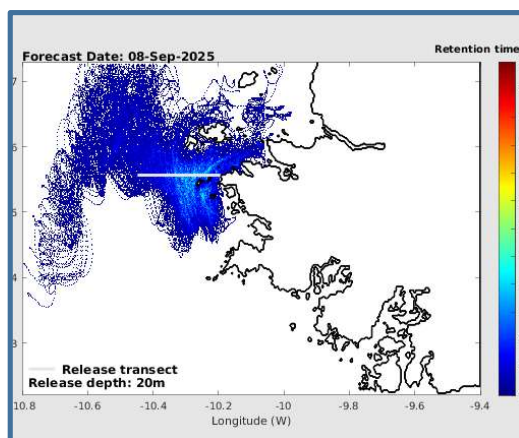 Forecast Date: 08-Sep-2025
Retention time
.7
.6
.5
.4
3
Release transect
Release depth: 20m
10.8 -10.6 -10.4 -10.2 -10 -9.8 -9.6 -9.4
Longitude (W)